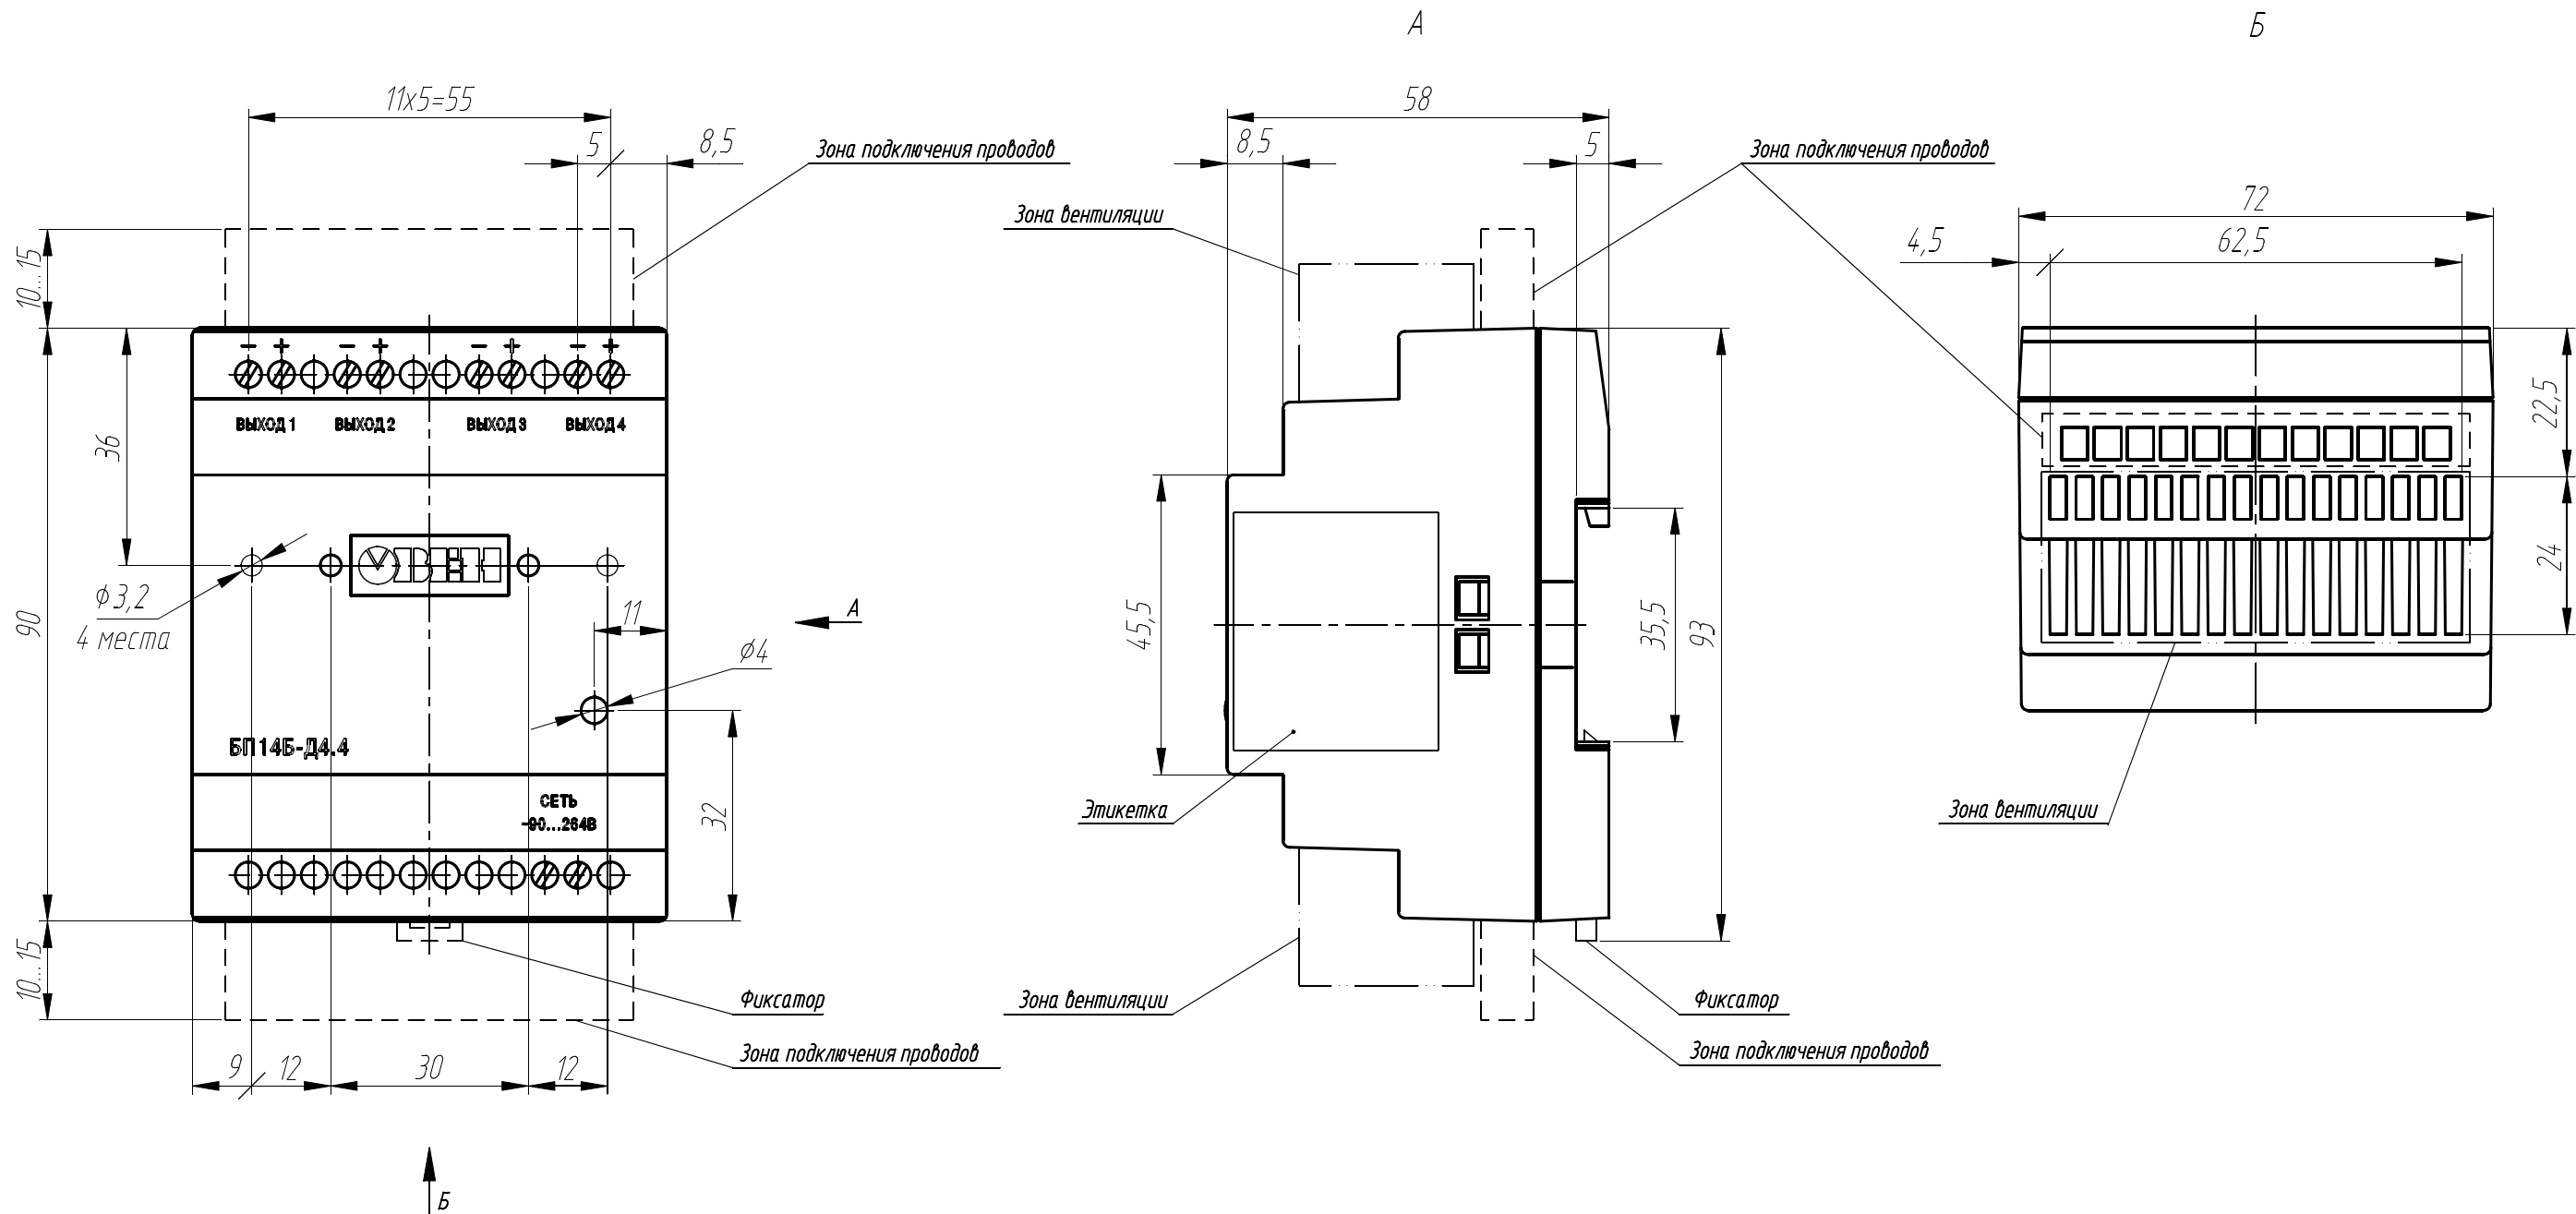 А
Б
11х5=55
5
8,5
Зона подключения проводов
10...15
90
36
- + - + - + - +
ВЫХОД 1 ВЫХОД 2 ВЫХОД 3 ВЫХОД 4
ОВЕН
ϕ3,2
4 места
11
А
ϕ4
БП14Б-Д4.4
32
СЕТЬ
~90...264В
10...15
Фиксатор
Зона подключения проводов
9
12
30
12
Б
58
8,5
5
Зона подключения проводов
Зона вентиляции
45,5
35,5
93
Этикетка
Зона вентиляции
Фиксатор
Зона подключения проводов
72
4,5
62,5
22,5
24
Зона вентиляции